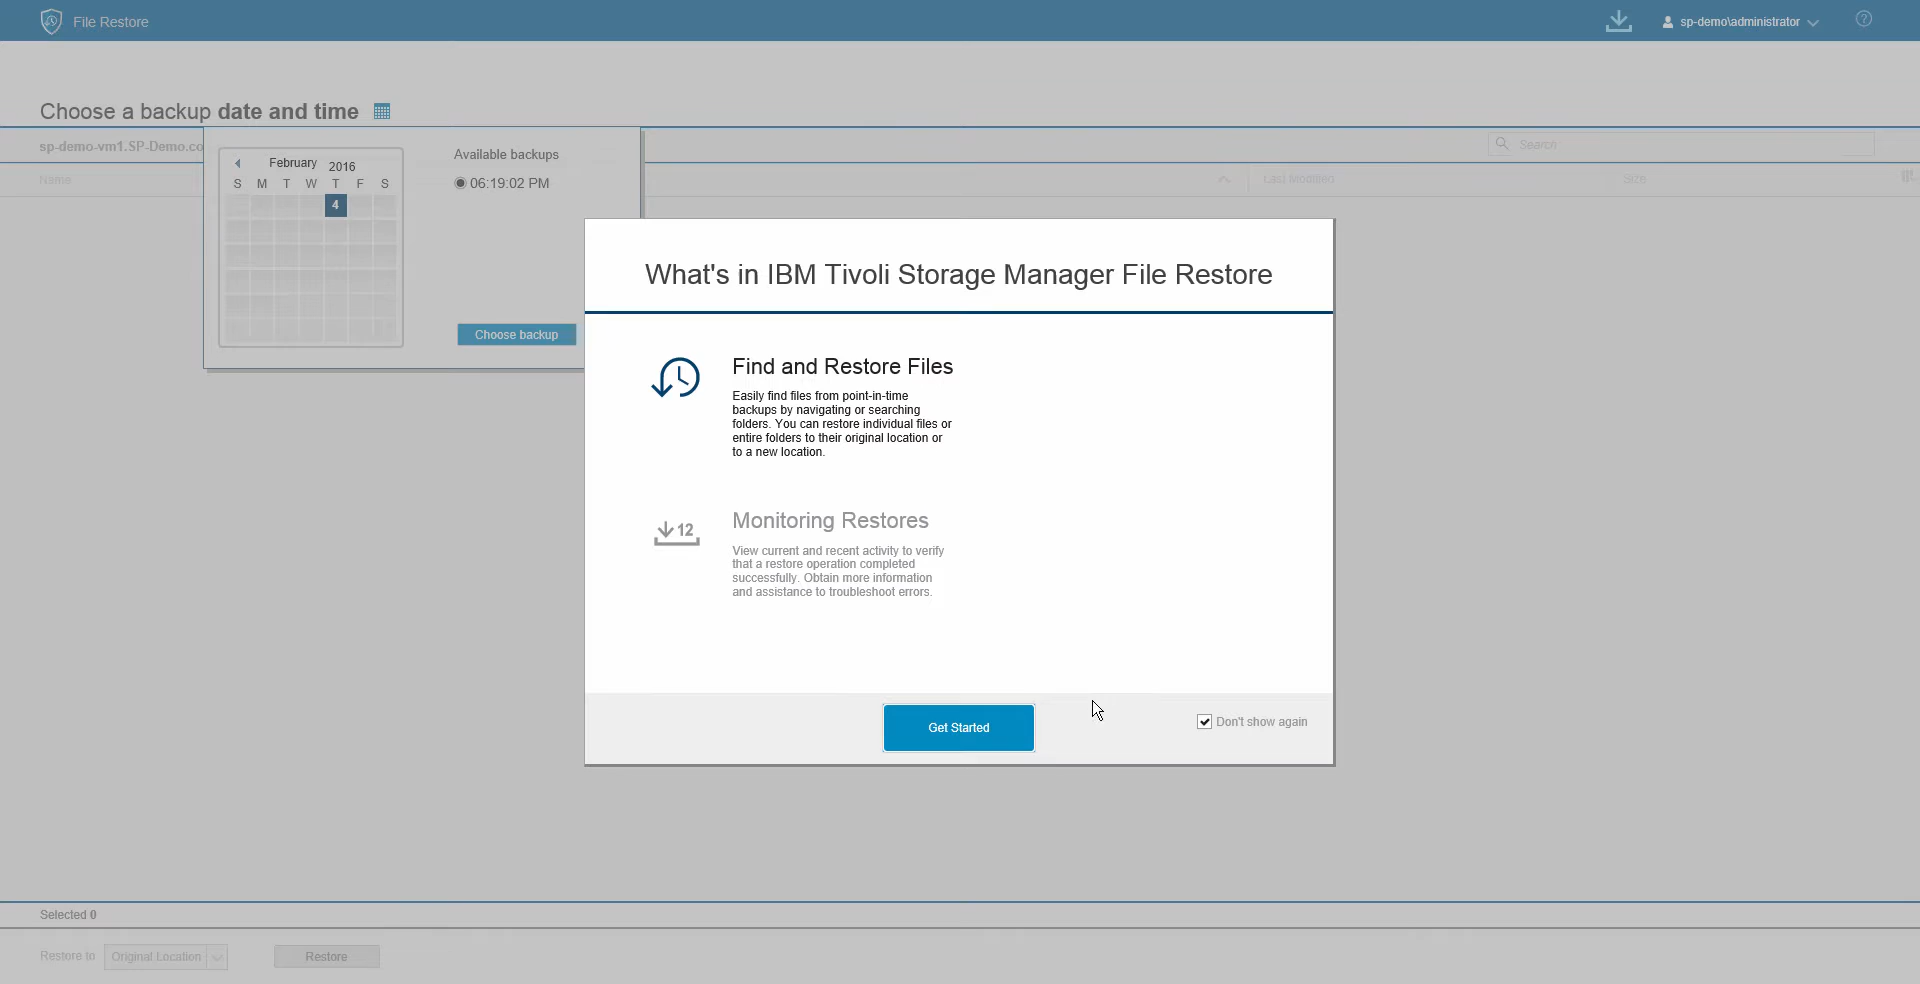 File Restore
sp-demo\administrator
Choose a backup date and time
sp-demo-vm1.SP-Demo.co
Search
Name
Last Modified
Size
February 2016
S M T W T F S
4
Available backups
06:19:02 PM
Choose backup
What's in IBM Tivoli Storage Manager File Restore
Find and Restore Files
Easily find files from point-in-time
backups by navigating or searching
folders. You can restore individual files or
entire folders to their original location or
to a new location.
12
Monitoring Restores
View current and recent activity to verify
that a restore operation completed
successfully. Obtain more information
and assistance to troubleshoot errors.
Get Started
Don't show again
Selected 0
Restore to
Original Location
Restore